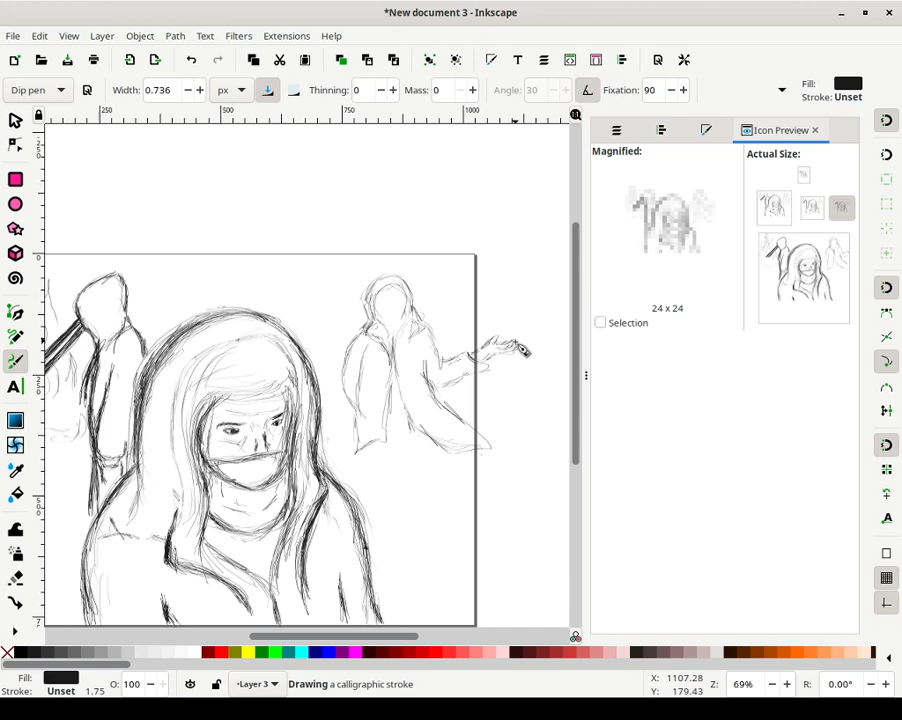 *New document 3 - Inkscape
File Edit View Layer Object Path Text Filters Extensions Help
Dip pen Width: 0.736 px Thinning: 0 Mass: 0 Angle: 30 Fixation: 90 Fill: Stroke: Unset
250 500 750 1000
Icon Preview
Magnified: Actual Size:
24 x 24
Selection
Fill: Stroke: Unset 1.75 O: 100 Layer 3 Drawing a calligraphic stroke X: 1107.28 Y: 179.43 Z: 69% R: 0.00°